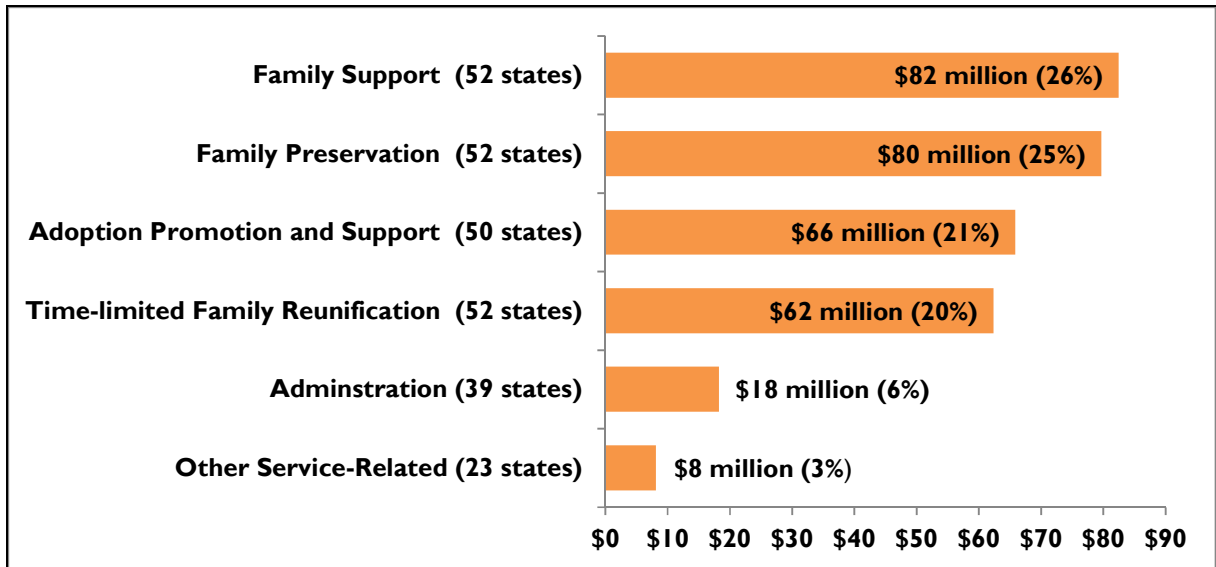 Family Support (52 states)
$82 million (26%)
Family Preservation (52 states)
$80 million (25%)
Adoption Promotion and Support (50 states)
$66 million (21%)
Time-limited Family Reunification (52 states)
$62 million (20%)
Adminstration (39 states)
$18 million (6%)
Other Service-Related (23 states)
$8 million (3%)
$0 $10 $20 $30 $40 $50 $60 $70 $80 $90